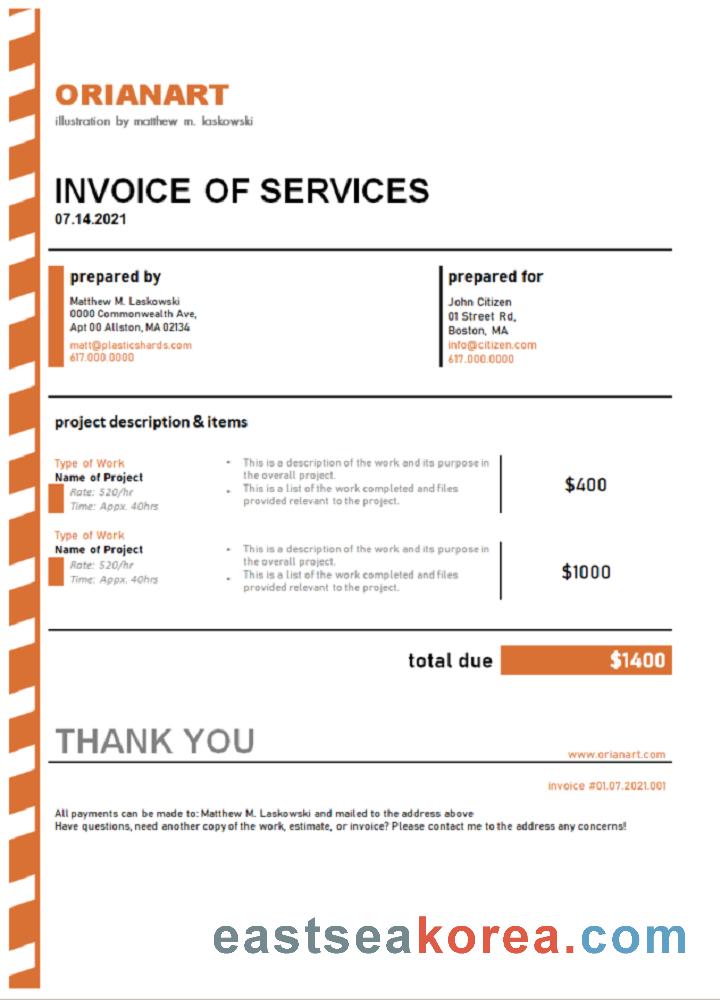 ORIANART
illustration by matthew m. laskowski
INVOICE OF SERVICES
07.14.2021
prepared by
Matthew M. Laskowski
0000 Commonwealth Ave,
Apt 00 Allston, MA 02134
matt@plasticshards.com
617.000.0000
prepared for
John Citizen
01 Street Rd,
Boston, MA
info@citizen.com
617.000.0000
project description & items
Type of Work
Name of Project
Rate: 520/hr
Time: Appx. 40hrs
• This is a description of the work and its purpose in
the overall project.
• This is a list of the work completed and files
provided relevant to the project.
$400
Type of Work
Name of Project
Rate: 520/hr
Time: Appx. 40hrs
• This is a description of the work and its purpose in
the overall project.
• This is a list of the work completed and files
provided relevant to the project.
$1000
total due $1400
THANK YOU
www.orianart.com
invoice #01.07.2021.001
All payments can be made to: Matthew M. Laskowski and mailed to the address above
Have questions, need another copy of the work, estimate, or invoice? Please contact me to the address any concerns!
eastseakorea.com